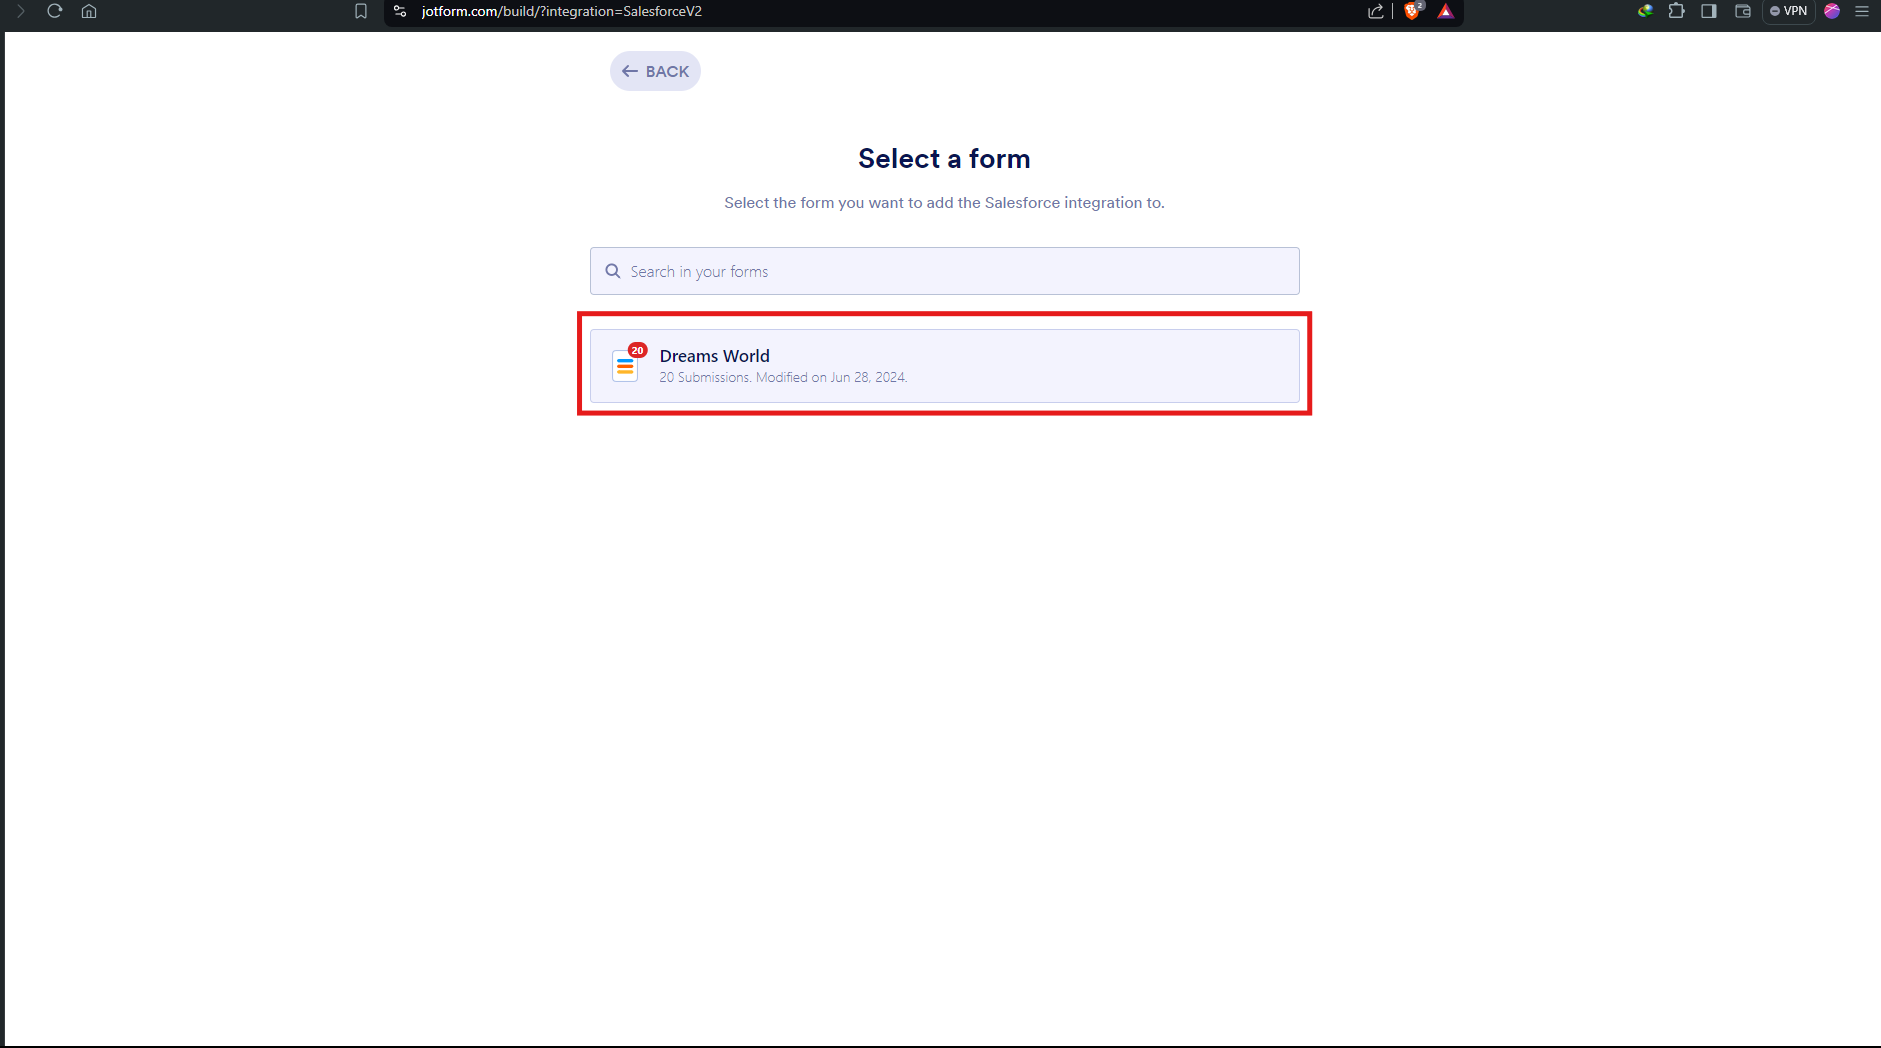 jotform.com/build/?integration=SalesforceV2
2
VPN
BACK
Select a form
Select the form you want to add the Salesforce integration to.
Search in your forms
20
Dreams World
20 Submissions. Modified on Jun 28, 2024.